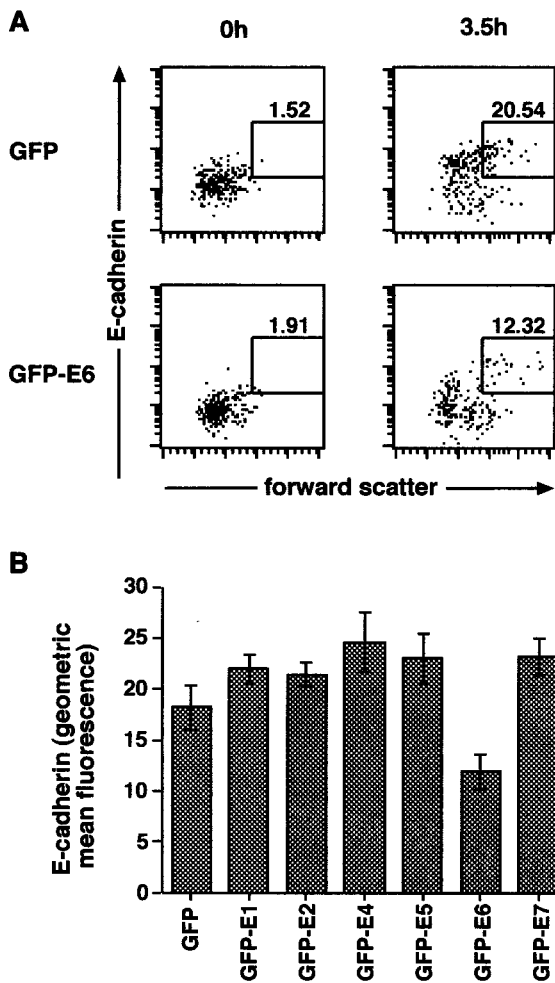 A
0h
3.5h
GFP
1.52
20.54
E-cadherin
GFP-E6
1.91
12.32
forward scatter
B
E-cadherin (geometric
mean fluorescence)
30
25
20
15
10
5
0
GFP
GFP-E1
GFP-E2
GFP-E4
GFP-E5
GFP-E6
GFP-E7